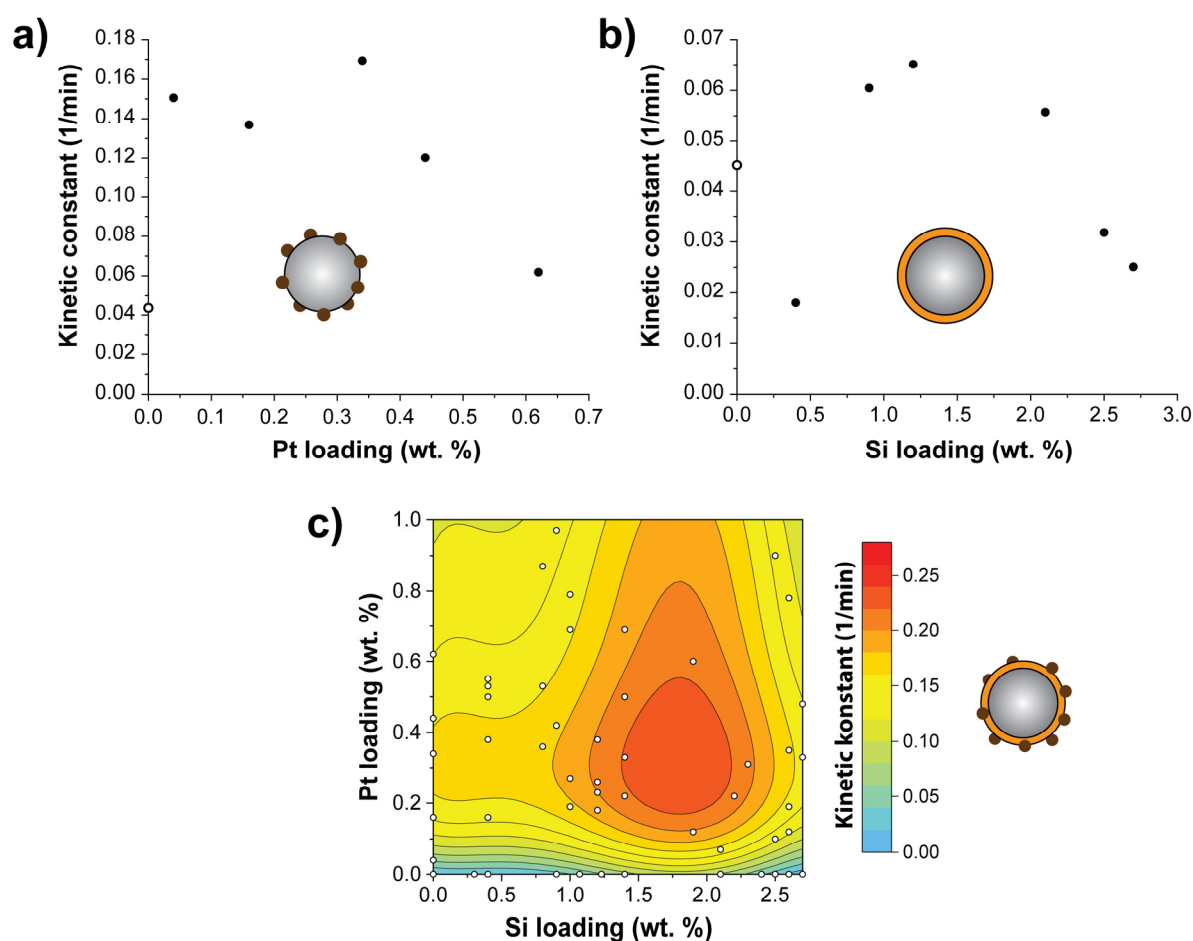 a)
0.18
0.16
0.14
0.12
0.10
0.08
0.06
0.04
0.02
0.00
Kinetic constant (1/min)
0.0 0.1 0.2 0.3 0.4 0.5 0.6 0.7
Pt loading (wt. %)
b)
0.07
0.06
0.05
0.04
0.03
0.02
0.01
0.00
Kinetic constant (1/min)
0.0 0.5 1.0 1.5 2.0 2.5 3.0
Si loading (wt. %)
c)
1.0
0.8
0.6
0.4
0.2
0.0
Pt loading (wt. %)
0.0 0.5 1.0 1.5 2.0 2.5
Si loading (wt. %)
Kinetic konstant (1/min)
0.25
0.20
0.15
0.10
0.05
0.00